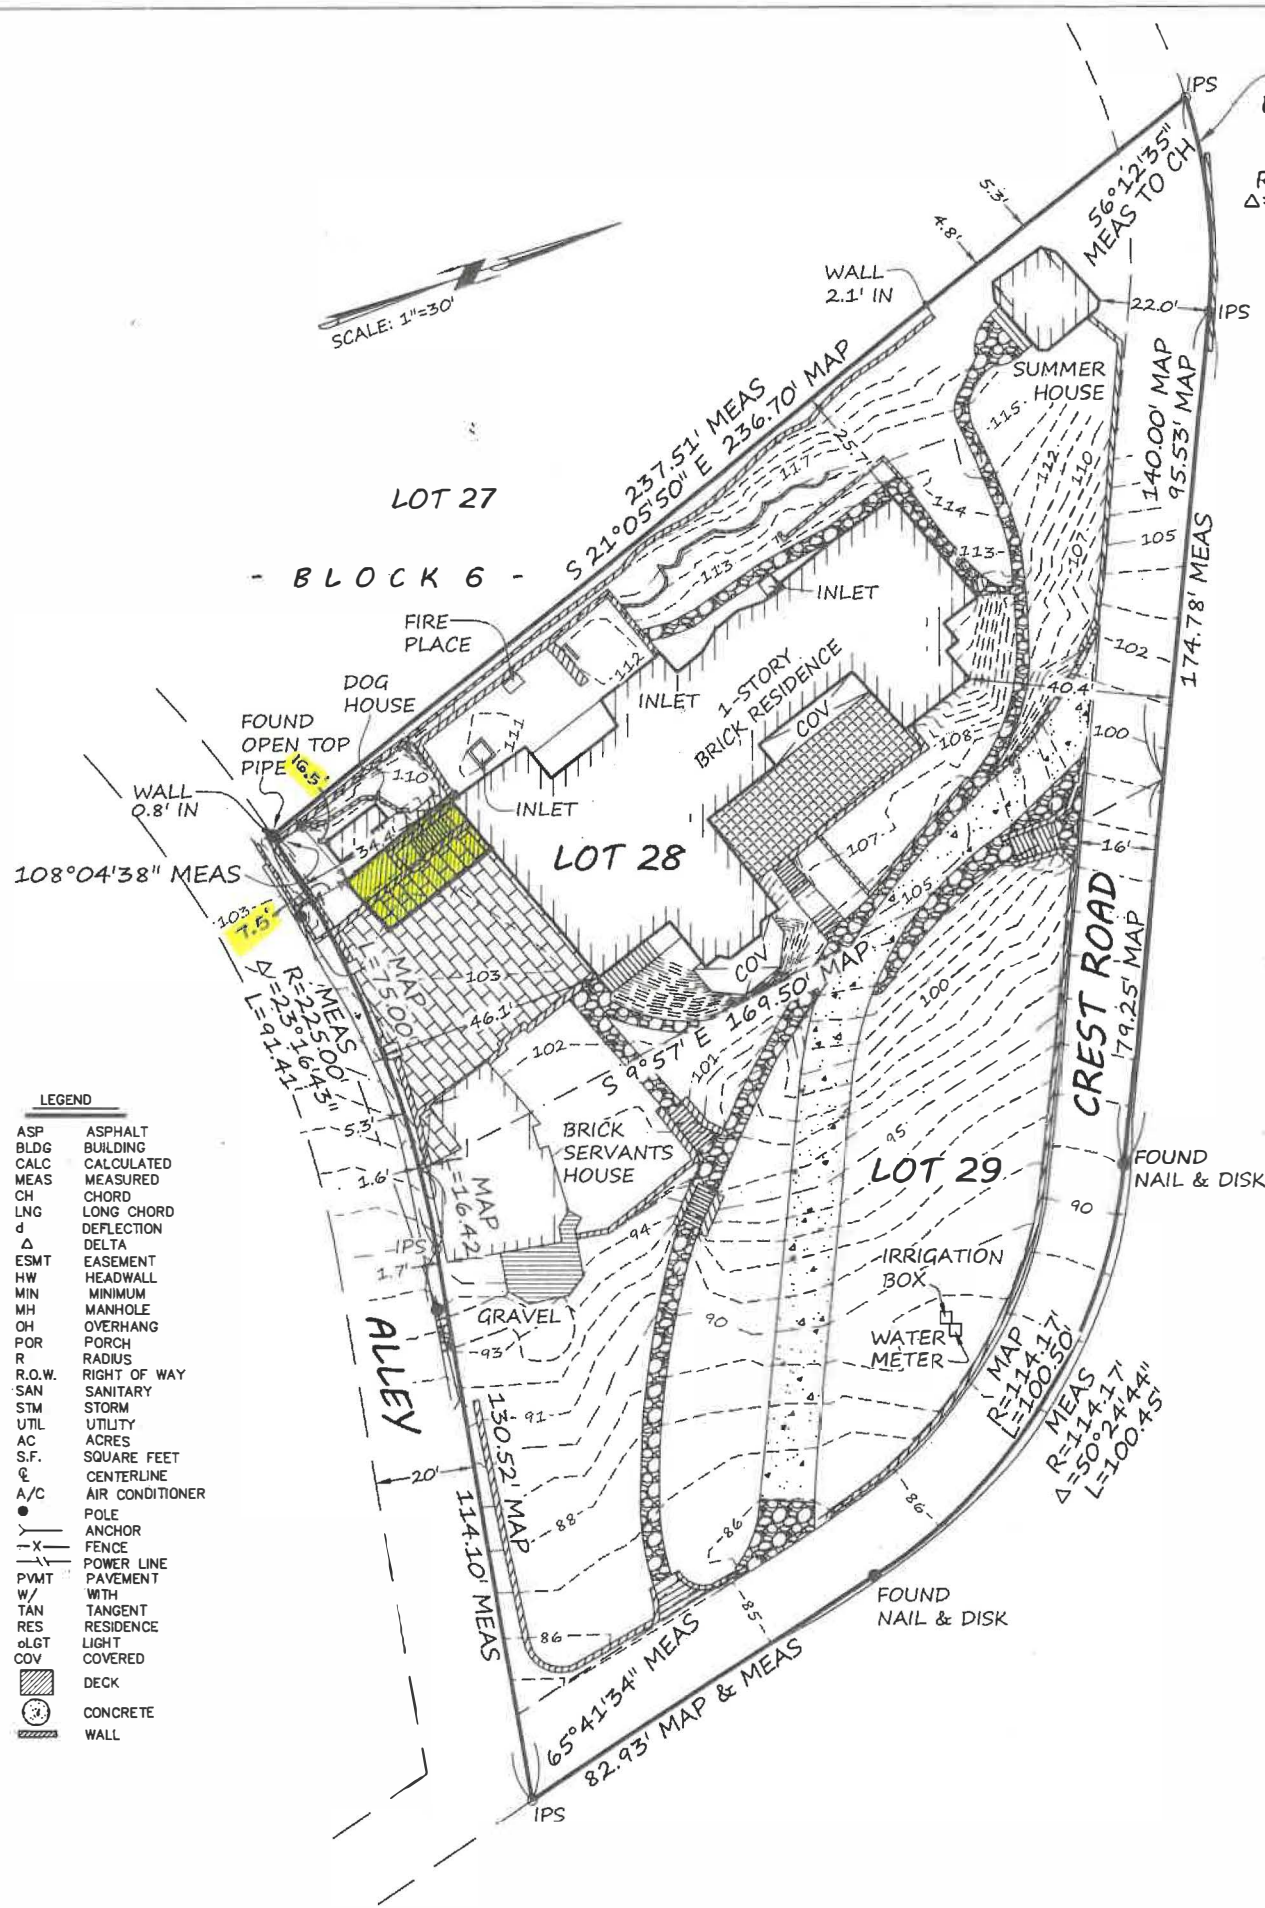 IPS
56°12'35"
MEAS TO CH
5.3'
4.8'
WALL
2.1' IN
22.0'
IPS
SCALE: 1"=30'
SUMMER
HOUSE
237.51' MEAS
S 21°05'50" E 236.70' MAP
140.00' MAP
95.53' MAP
174.78' MEAS
LOT 27
- BLOCK 6 -
25.7'
117
115
112
110
107
105
114
113
113
INLET
FIRE
PLACE
112
102
1-STORY
BRICK RESIDENCE
INLET
COV
40.4'
DOG
HOUSE
111
108
100
FOUND
OPEN TOP
PIPE
16.5'
110
INLET
WALL
0.8' IN
34.4'
LOT 28
107
16'
108°04'38" MEAS
105
103
7.5'
CREST ROAD
79.25' MAP
MAP
L=75.00'
103
COV
100
MEAS
R=225.00'
Δ=23°16'43"
L=91.41'
46.1'
S 9°57' E 169.50' MAP
102
101
LEGEND
ASP ASPHALT
BLDG BUILDING
CALC CALCULATED
MEAS MEASURED
CH CHORD
LNG LONG CHORD
d DEFLECTION
Δ DELTA
ESMT EASEMENT
HW HEADWALL
MIN MINIMUM
MH MANHOLE
OH OVERHANG
POR PORCH
R RADIUS
R.O.W. RIGHT OF WAY
SAN SANITARY
STM STORM
UTIL UTILITY
AC ACRES
S.F. SQUARE FEET
℄ CENTERLINE
A/C AIR CONDITIONER
POLE
ANCHOR
-X- FENCE
POWER LINE
PVMT PAVEMENT
W/ WITH
TAN TANGENT
RES RESIDENCE
oLGT LIGHT
COV COVERED
DECK
CONCRETE
WALL
5.3'
BRICK
SERVANTS
HOUSE
95
LOT 29
FOUND
NAIL & DISK
1.6'
MAP
=16.42'
94
90
IPS
1.7'
IRRIGATION
BOX
GRAVEL
90
WATER
METER
93
ALLEY
MAP
R=114.17'
L=100.50'
MEAS
R=114.17'
Δ=50°24'44"
L=100.45'
91
130.52' MAP
20'
114.10' MEAS
88
86
86
FOUND
NAIL & DISK
85
86
65°41'34" MEAS
82.93' MAP & MEAS
IPS